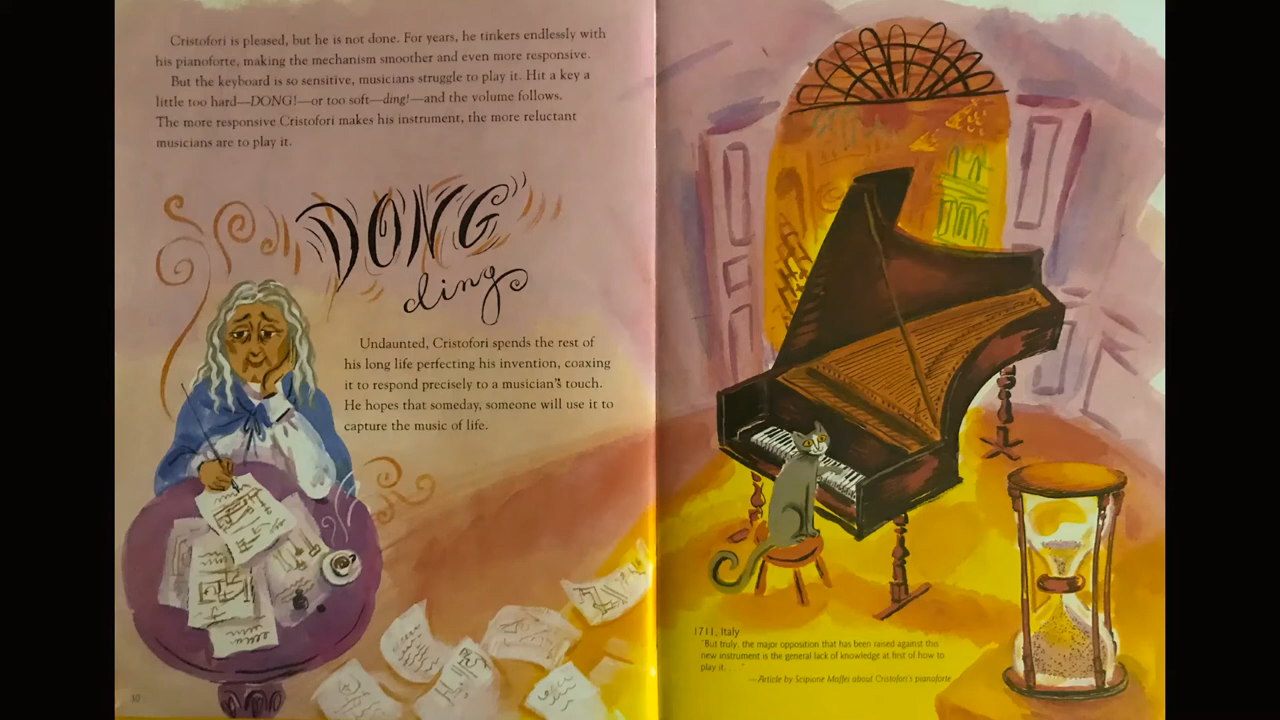 Cristofori is pleased, but he is not done. For years, he tinkers endlessly with
his pianoforte, making the mechanism smoother and even more responsive.
But the keyboard is so sensitive, musicians struggle to play it. Hit a key a
little too hard—DONG!—or too soft—ding!—and the volume follows.
The more responsive Cristofori makes his instrument, the more reluctant
musicians are to play it.
DONG
ding
Undaunted, Cristofori spends the rest of
his long life perfecting his invention, coaxing
it to respond precisely to a musician's touch.
He hopes that someday, someone will use it to
capture the music of life.
1711, Italy
"But truly, the major opposition that has been raised against this
new instrument is the general lack of knowledge at first of how to
play it. . . ."
—Article by Scipione Maffei about Cristofori's pianoforte